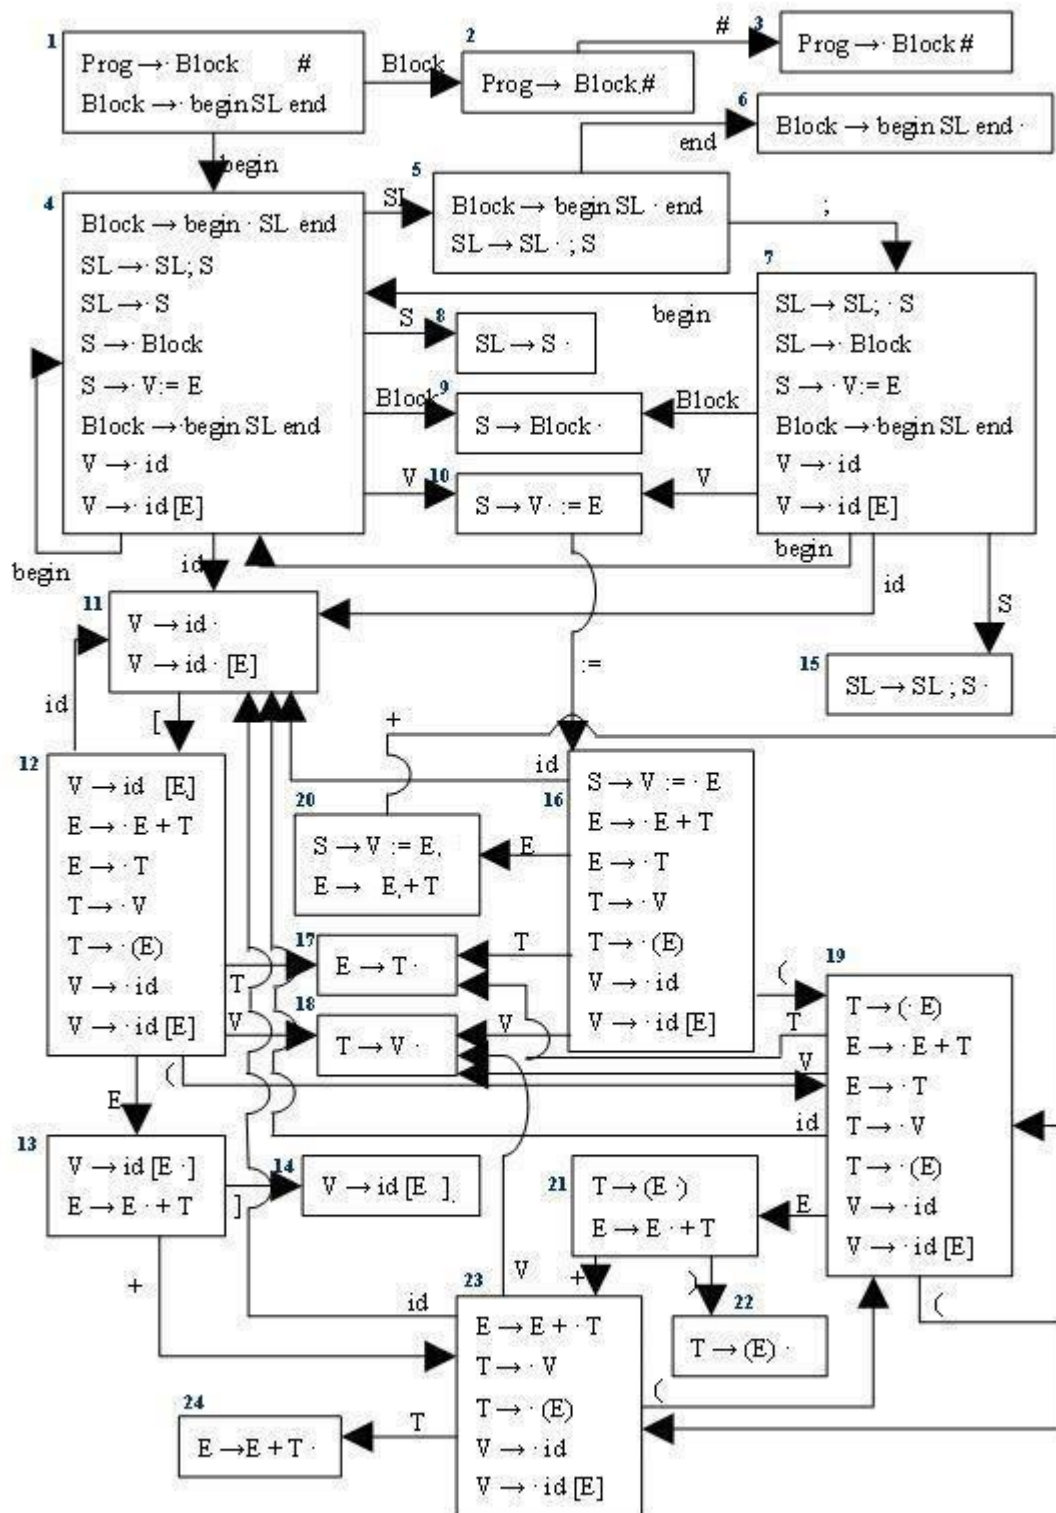 1
Prog → · Block #
Block → · begin SL end
Block
2
Prog → Block.#
#
3
Prog → · Block #
begin
6
Block → begin SL end ·
end
4
Block → begin · SL end
SL → · SL; S
SL → · S
S → · Block
S → · V:= E
Block → · begin SL end
V → · id
V → · id [E]
SL
5
Block → begin SL · end
SL → SL · ; S
;
7
SL → SL; · S
SL → · Block
S → · V:= E
Block → · begin SL end
V → · id
V → · id [E]
begin
S
8
SL → S ·
Block
9
S → Block ·
Block
V
10
S → V · := E
V
begin
id
begin
id
S
11
V → id ·
V → id · [E]
15
SL → SL ; S ·
:=
id
[
12
V → id [E,]
E → · E + T
E → · T
T → · V
T → · (E)
V → · id
V → · id [E]
+
20
S → V := E.
E → E.+ T
id
16
S → V := · E
E → · E + T
E → · T
T → · V
T → · (E)
V → · id
V → · id [E]
E
T
17
E → T ·
T
V
18
T → V ·
V
(
19
T → (· E)
E → · E + T
E → · T
T → · V
T → · (E)
V → · id
V → · id [E]
T
V
id
(
E
13
V → id [E ·]
E → E · + T
]
14
V → id [E ].
21
T → (E ·)
E → E · + T
E
+
)
22
T → (E) ·
+
id
V
23
E → E + · T
T → · V
T → · (E)
V → · id
V → · id [E]
(
(
T
24
E → E + T ·